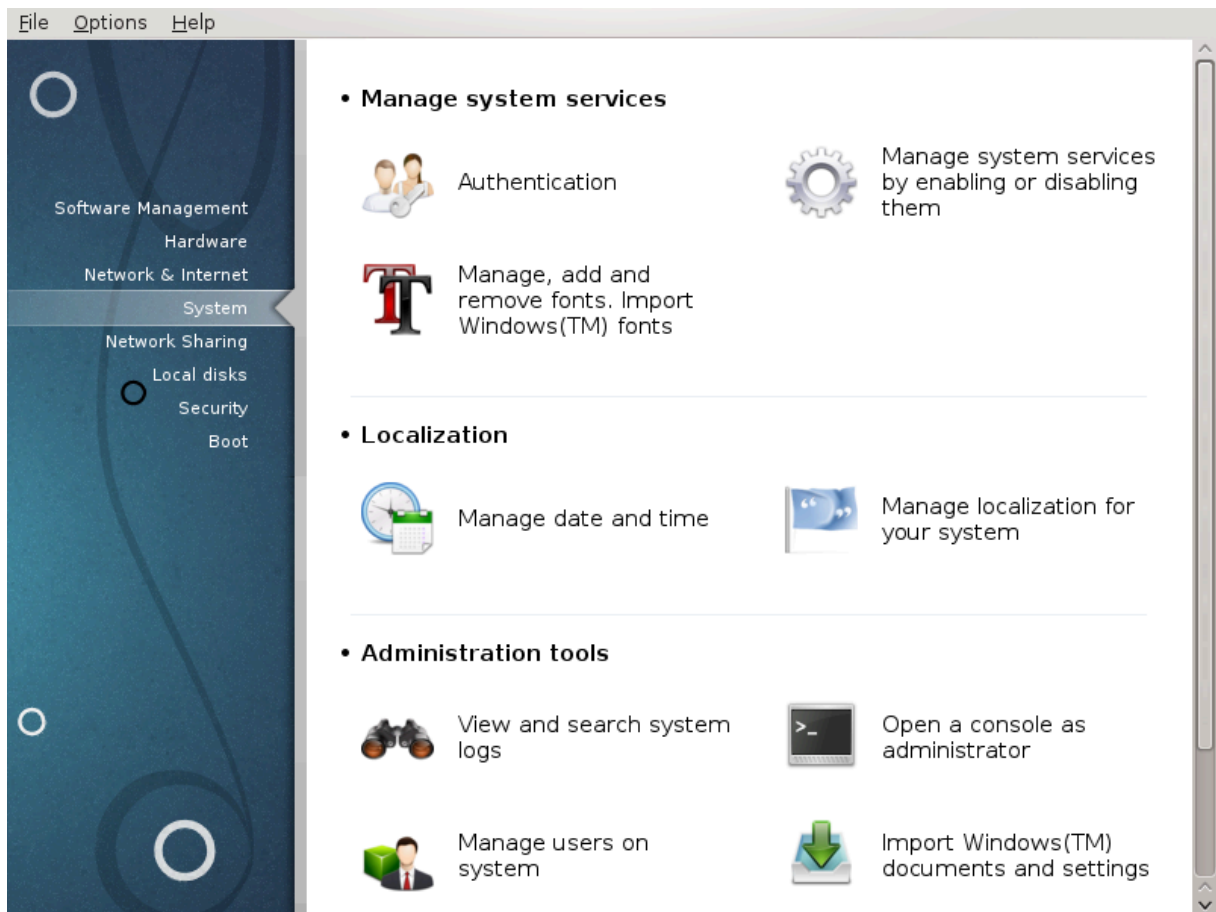 File Options Help
Software Management
Hardware
Network & Internet
System
Network Sharing
Local disks
Security
Boot
• Manage system services
Authentication
Manage system services
by enabling or disabling
them
Manage, add and
remove fonts. Import
Windows(TM) fonts
• Localization
Manage date and time
Manage localization for
your system
• Administration tools
View and search system
logs
Open a console as
administrator
Manage users on
system
Import Windows(TM)
documents and settings